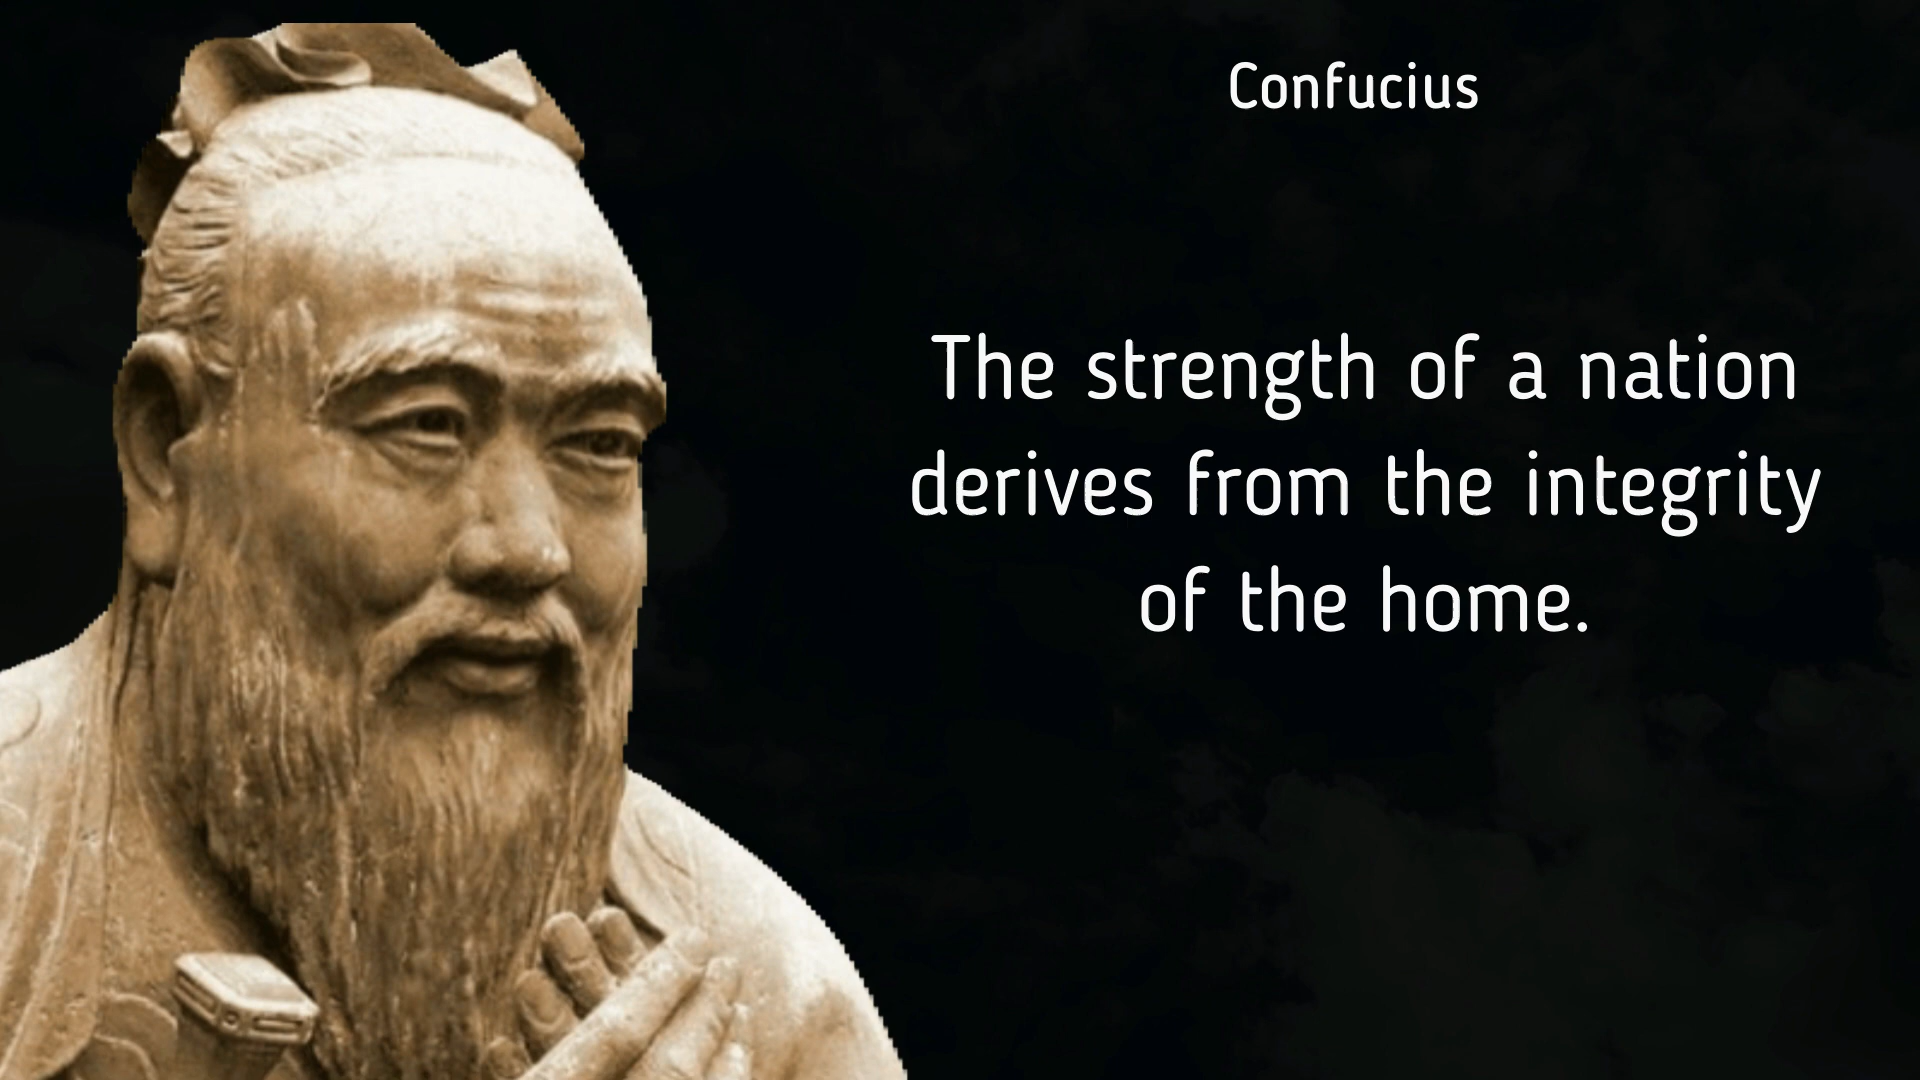 Confucius
The strength of a nation
derives from the integrity
of the home.